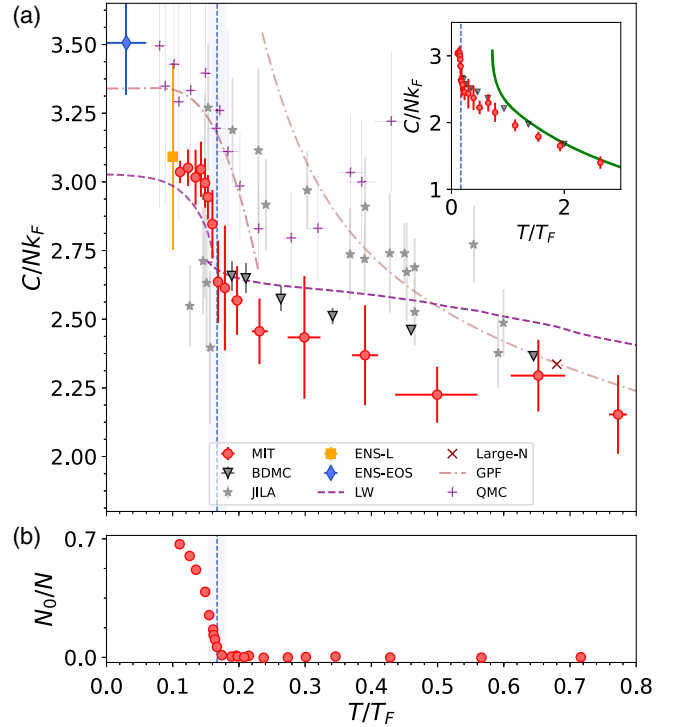 (a)
3.50
3.25
3.00
2.75
2.50
2.25
2.00
C/Nk_F
3
2
1
C/Nk_F
0
2
T/T_F
MIT
BDMC
JILA
ENS-L
ENS-EOS
LW
Large-N
GPF
QMC
(b)
0.7
0.0
N_0/N
0.0 0.1 0.2 0.3 0.4 0.5 0.6 0.7 0.8
T/T_F